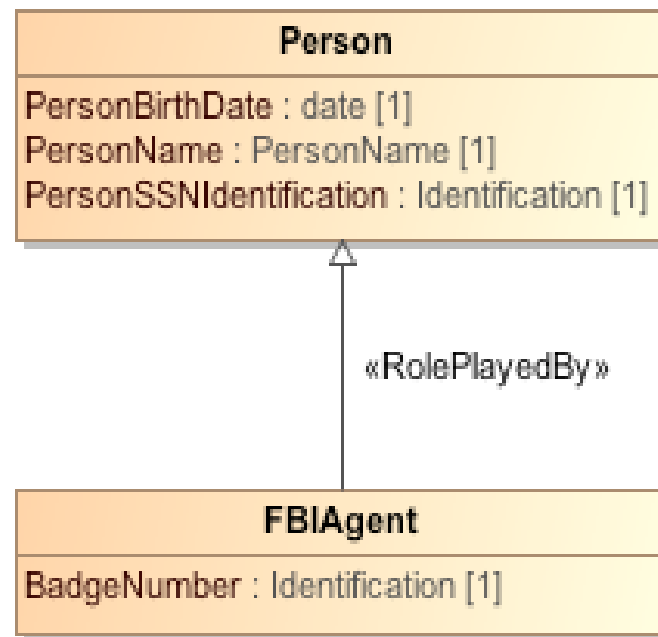 Person
PersonBirthDate : date [1]
PersonName : PersonName [1]
PersonSSNIdentification : Identification [1]
«RolePlayedBy»
FBIAgent
BadgeNumber : Identification [1]